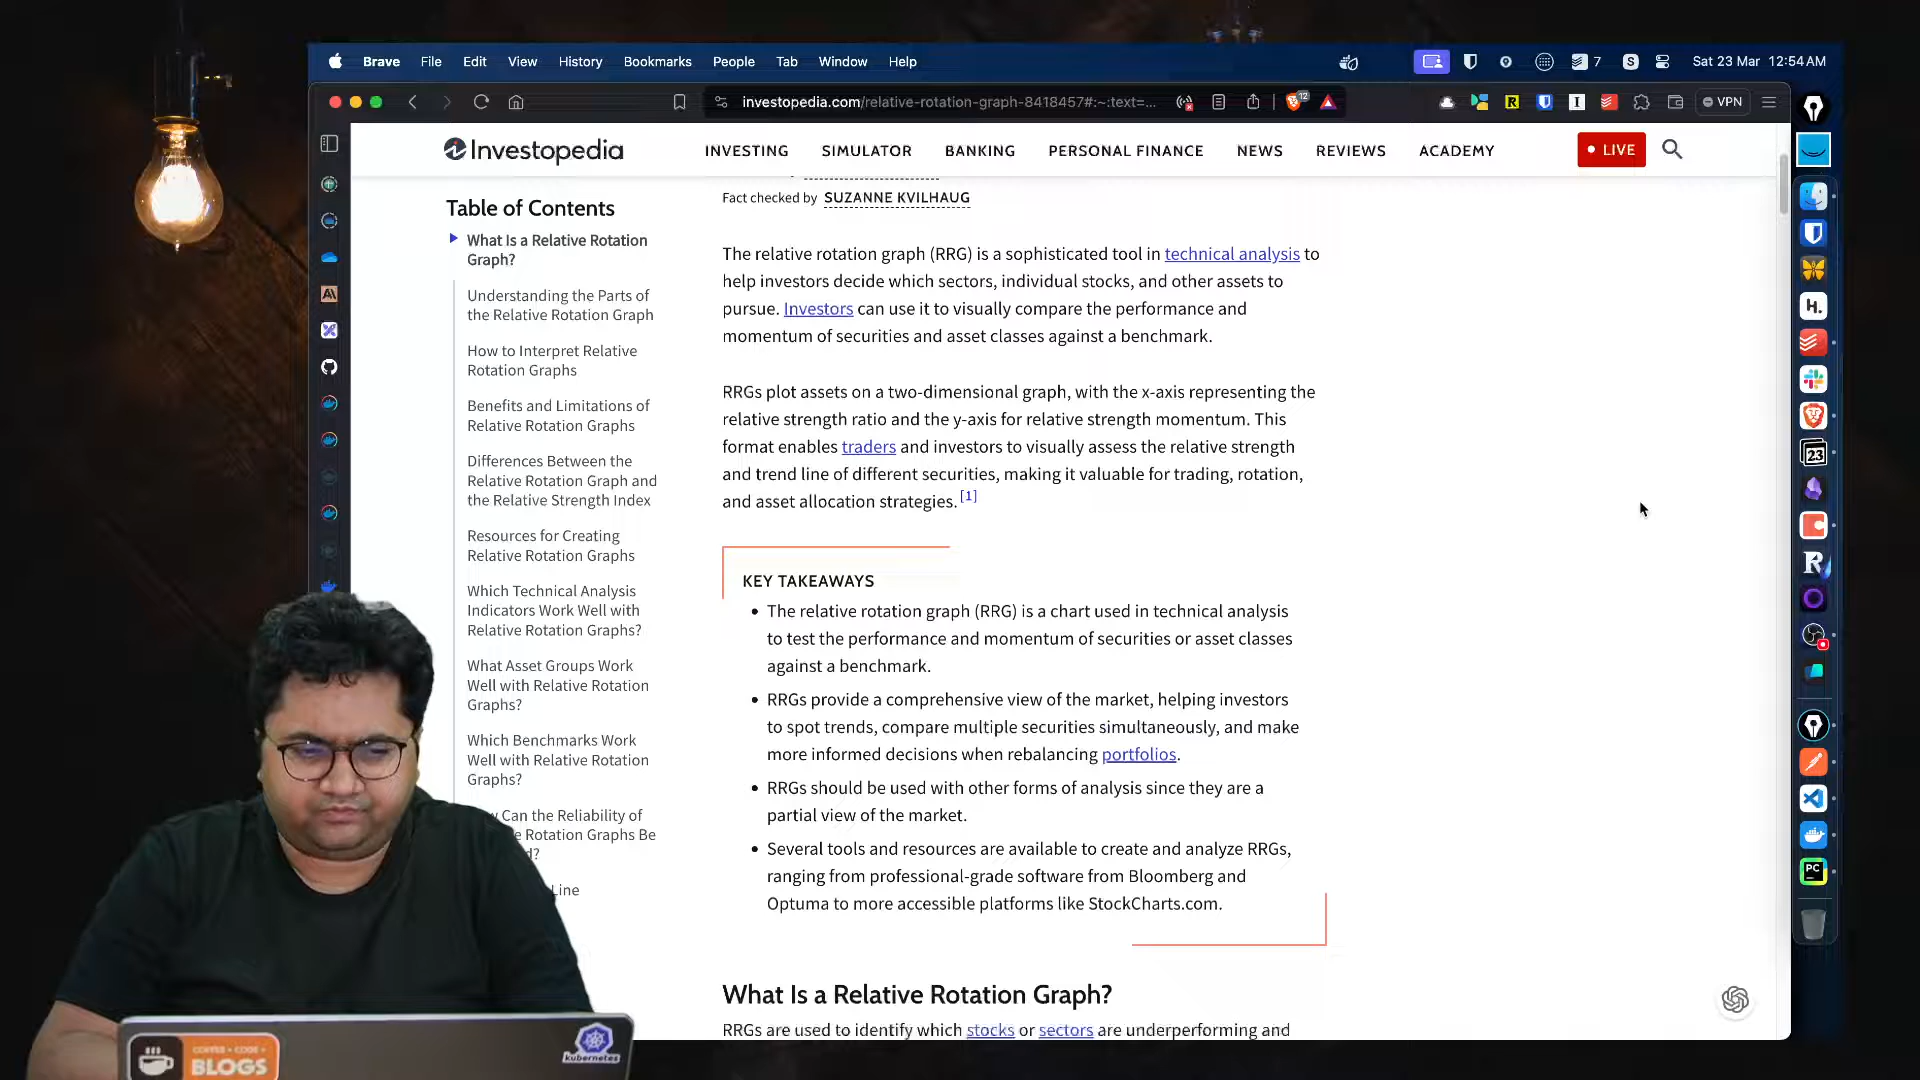 Brave File Edit View History Bookmarks People Tab Window Help
7 Sat 23 Mar 12:54 AM
investopedia.com/relative-rotation-graph-8418457#:~:text=...
12
VPN
Investopedia
INVESTING SIMULATOR BANKING PERSONAL FINANCE NEWS REVIEWS ACADEMY
LIVE
Table of Contents
What Is a Relative Rotation
Graph?
Understanding the Parts of
the Relative Rotation Graph
How to Interpret Relative
Rotation Graphs
Benefits and Limitations of
Relative Rotation Graphs
Differences Between the
Relative Rotation Graph and
the Relative Strength Index
Resources for Creating
Relative Rotation Graphs
Which Technical Analysis
Indicators Work Well with
Relative Rotation Graphs?
What Asset Groups Work
Well with Relative Rotation
Graphs?
Which Benchmarks Work
Well with Relative Rotation
Graphs?
Can the Reliability of
Rotation Graphs Be
Line
Fact checked by SUZANNE KVILHAUG
The relative rotation graph (RRG) is a sophisticated tool in technical analysis to
help investors decide which sectors, individual stocks, and other assets to
pursue. Investors can use it to visually compare the performance and
momentum of securities and asset classes against a benchmark.
RRGs plot assets on a two-dimensional graph, with the x-axis representing the
relative strength ratio and the y-axis for relative strength momentum. This
format enables traders and investors to visually assess the relative strength
and trend line of different securities, making it valuable for trading, rotation,
and asset allocation strategies. [1]
KEY TAKEAWAYS
• The relative rotation graph (RRG) is a chart used in technical analysis
to test the performance and momentum of securities or asset classes
against a benchmark.
• RRGs provide a comprehensive view of the market, helping investors
to spot trends, compare multiple securities simultaneously, and make
more informed decisions when rebalancing portfolios.
• RRGs should be used with other forms of analysis since they are a
partial view of the market.
• Several tools and resources are available to create and analyze RRGs,
ranging from professional-grade software from Bloomberg and
Optuma to more accessible platforms like StockCharts.com.
What Is a Relative Rotation Graph?
RRGs are used to identify which stocks or sectors are underperforming and
H.
23
PC
COFFEE • CODE •
BLOGS
kubernetes